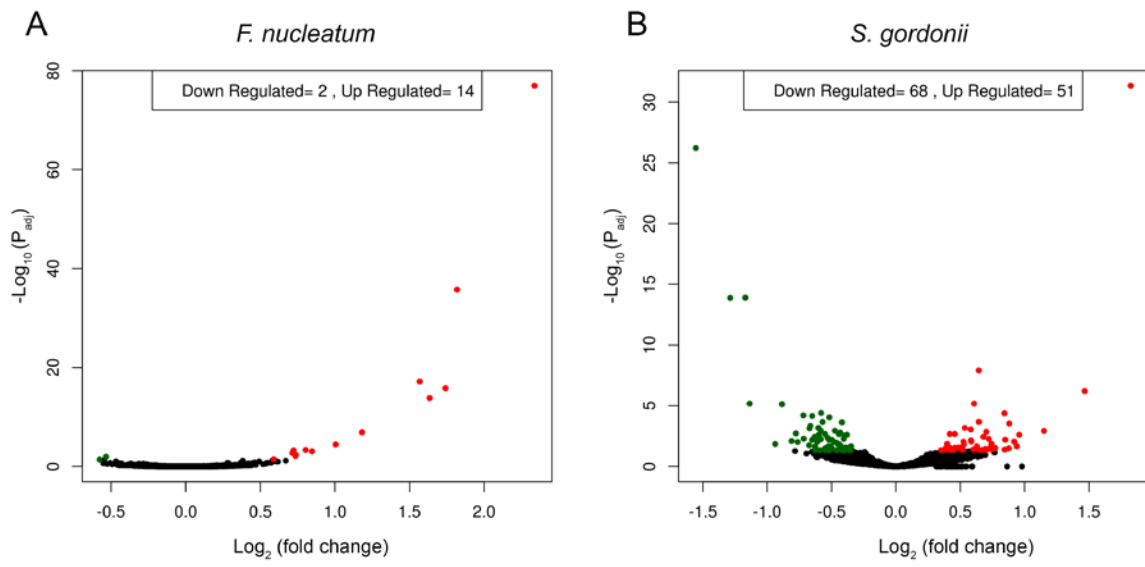 A
F. nucleatum
Down Regulated= 2 , Up Regulated= 14
80
60
40
20
0
-Log10 (Padj)
-0.5 0.0 0.5 1.0 1.5 2.0
Log2 (fold change)
B
S. gordonii
Down Regulated= 68 , Up Regulated= 51
30
25
20
15
10
5
0
-Log10 (Padj)
-1.5 -1.0 -0.5 0.0 0.5 1.0 1.5
Log2 (fold change)